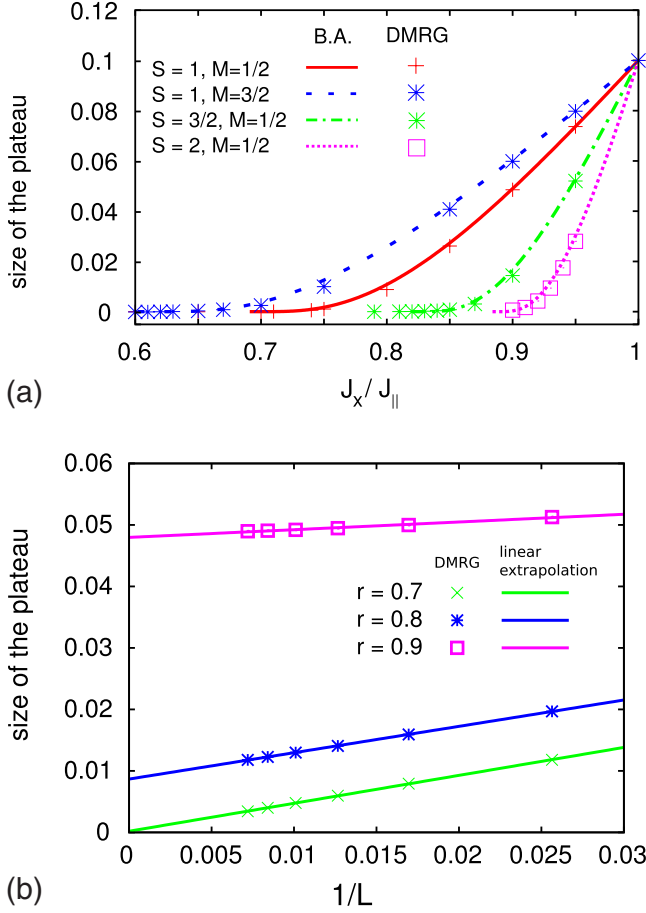 B.A. DMRG
S = 1, M=1/2
S = 1, M=3/2
S = 3/2, M=1/2
S = 2, M=1/2
size of the plateau
0.1
0.08
0.06
0.04
0.02
0
0.6 0.7 0.8 0.9 1
(a)
J_x / J_||
0.06
0.05
0.04
0.03
0.02
0.01
0
size of the plateau
DMRG linear
extrapolation
r = 0.7
r = 0.8
r = 0.9
0 0.005 0.01 0.015 0.02 0.025 0.03
(b)
1/L